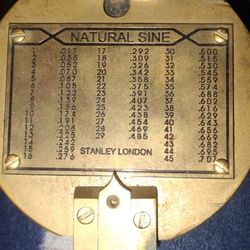 NATURAL SINE
1 .017 17 .292 30 .500
2 .035 18 .309 31 .515
3 .052 19 .326 32 .530
4 .070 20 .342 33 .545
5 .087 21 .358 34 .559
6 .105 22 .375 35 .574
7 .122 23 .391 36 .588
8 .139 24 .407 37 .602
9 .156 25 .423 38 .616
10 .174 26 .438 39 .629
11 .191 27 .454 40 .643
12 .208 28 .469 41 .656
13 .225 29 .485 42 .669
14 .242 43 .682
15 .259 STANLEY LONDON 44 .695
16 .276 45 .707